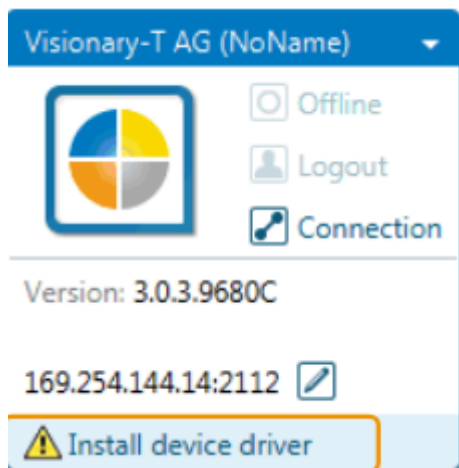 Visionary-T AG (NoName)
Offline
Logout
Connection
Version: 3.0.3.9680C
169.254.144.14:2112
Install device driver